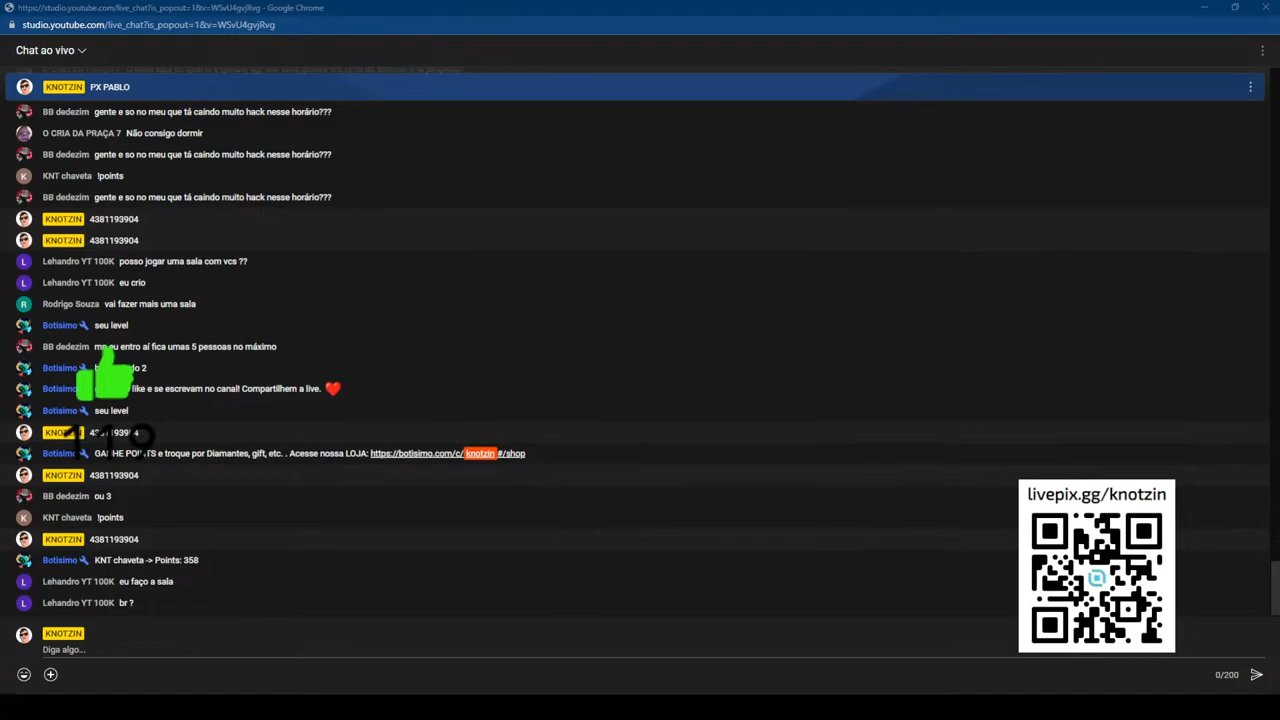 https://studio.youtube.com/live_chat?is_popout=1&v=WSvU4gvjRvg - Google Chrome
studio.youtube.com/live_chat?is_popout=1&v=WSvU4gvjRvg
Chat ao vivo
KNOTZIN PX PABLO
BB dedezim gente e so no meu que tá caindo muito hack nesse horário???
O CRIA DA PRAÇA 7 Não consigo dormir
BB dedezim gente e so no meu que tá caindo muito hack nesse horário???
KNT chaveta !points
BB dedezim gente e so no meu que tá caindo muito hack nesse horário???
KNOTZIN 4381193904
KNOTZIN 4381193904
Lehandro YT 100K posso jogar uma sala com vcs ??
Lehandro YT 100K eu crio
Rodrigo Souza vai fazer mais uma sala
Botisimo seu level
BB dedezim eu entro aí fica umas 5 pessoas no máximo
Botisimo 2
Botisimo like e se escrevam no canal! Compartilhem a live.
Botisimo seu level
KNOTZIN 4381193904
119
Botisimo GANHE POINTS e troque por Diamantes, gift, etc. . Acesse nossa LOJA: https://botisimo.com/c/knotzin#/shop
KNOTZIN 4381193904
BB dedezim ou 3
KNT chaveta !points
KNOTZIN 4381193904
Botisimo KNT chaveta -> Points: 358
Lehandro YT 100K eu faço a sala
Lehandro YT 100K br ?
KNOTZIN
Diga algo...
0/200
livepix.gg/knotzin